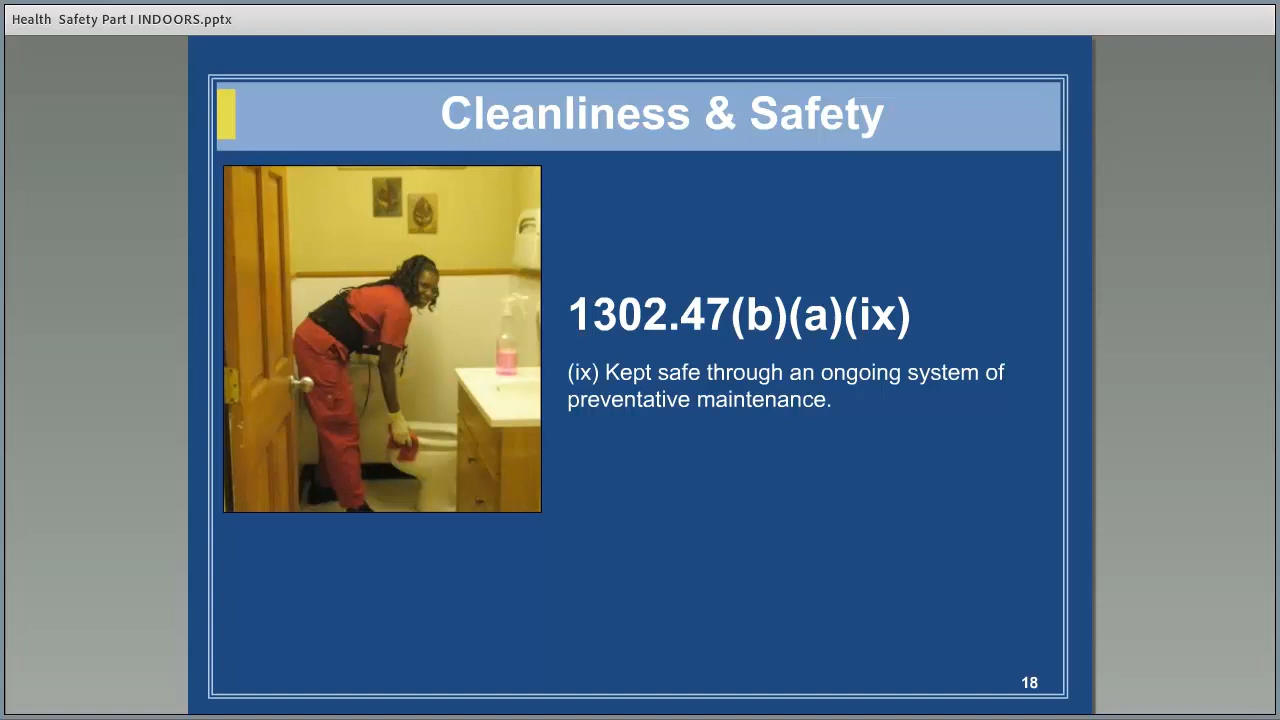 Health  Safety Part I INDOORS.pptx
Cleanliness & Safety
1302.47(b)(a)(ix)
(ix) Kept safe through an ongoing system of
preventative maintenance.
18